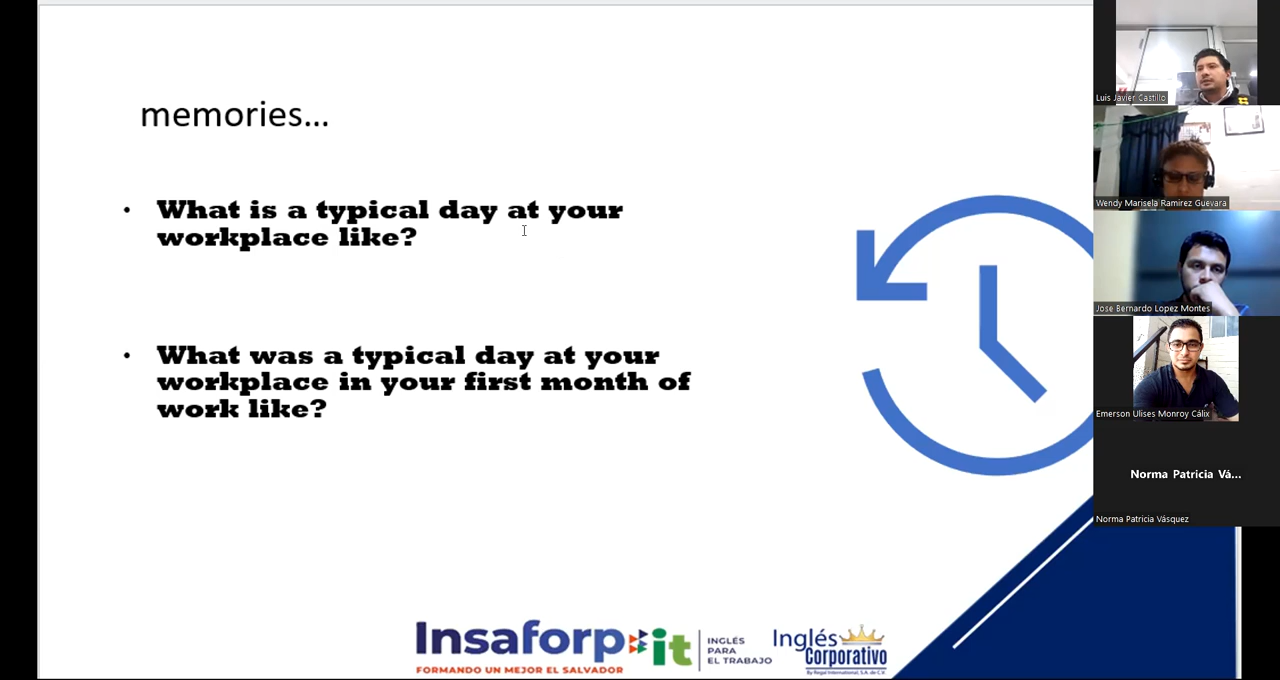 memories...
• What is a typical day at your
workplace like?
• What was a typical day at your
workplace in your first month of
work like?
Insaforp
FORMANDO UN MEJOR EL SALVADOR
it
INGLÉS
PARA
EL TRABAJO
Inglés
Corporativo
By Regal International, S.A. de C.V.
Luis Javier Castillo
Wendy Marisela Ramirez Guevara
Jose Bernardo Lopez Montes
Emerson Ulises Monroy Cálix
Norma Patricia Vá...
Norma Patricia Vásquez